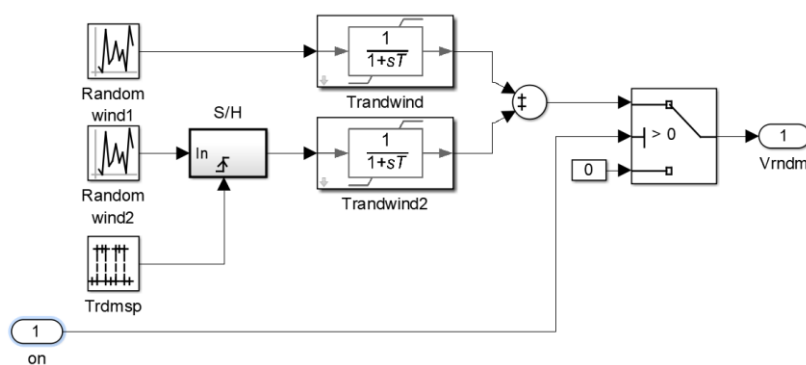 Random
wind1
1
1+sT
Trandwind
+
+
S/H
Random
wind2
In
1
1+sT
Trandwind2
> 0
0
1
Vrndm
Trdmsp
1
on